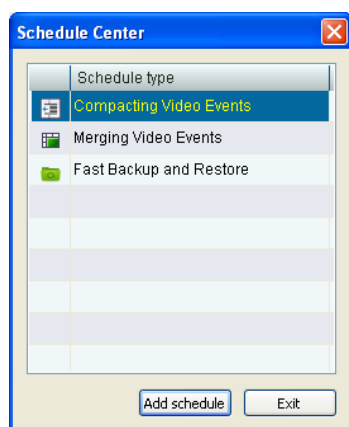 Schedule Center
Schedule type
Compacting Video Events
Merging Video Events
Fast Backup and Restore
Add schedule Exit